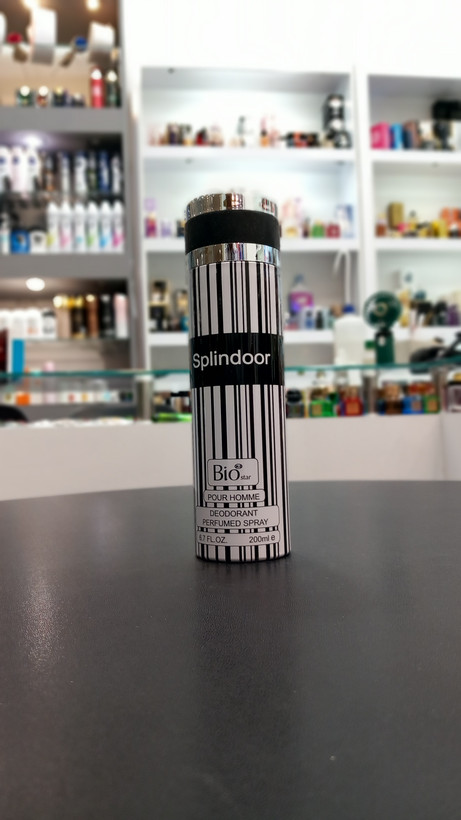 Splindoor
Bio star
POUR HOMME
DEODORANT
PERFUMED SPRAY
6.7 FL.OZ. 200ml e